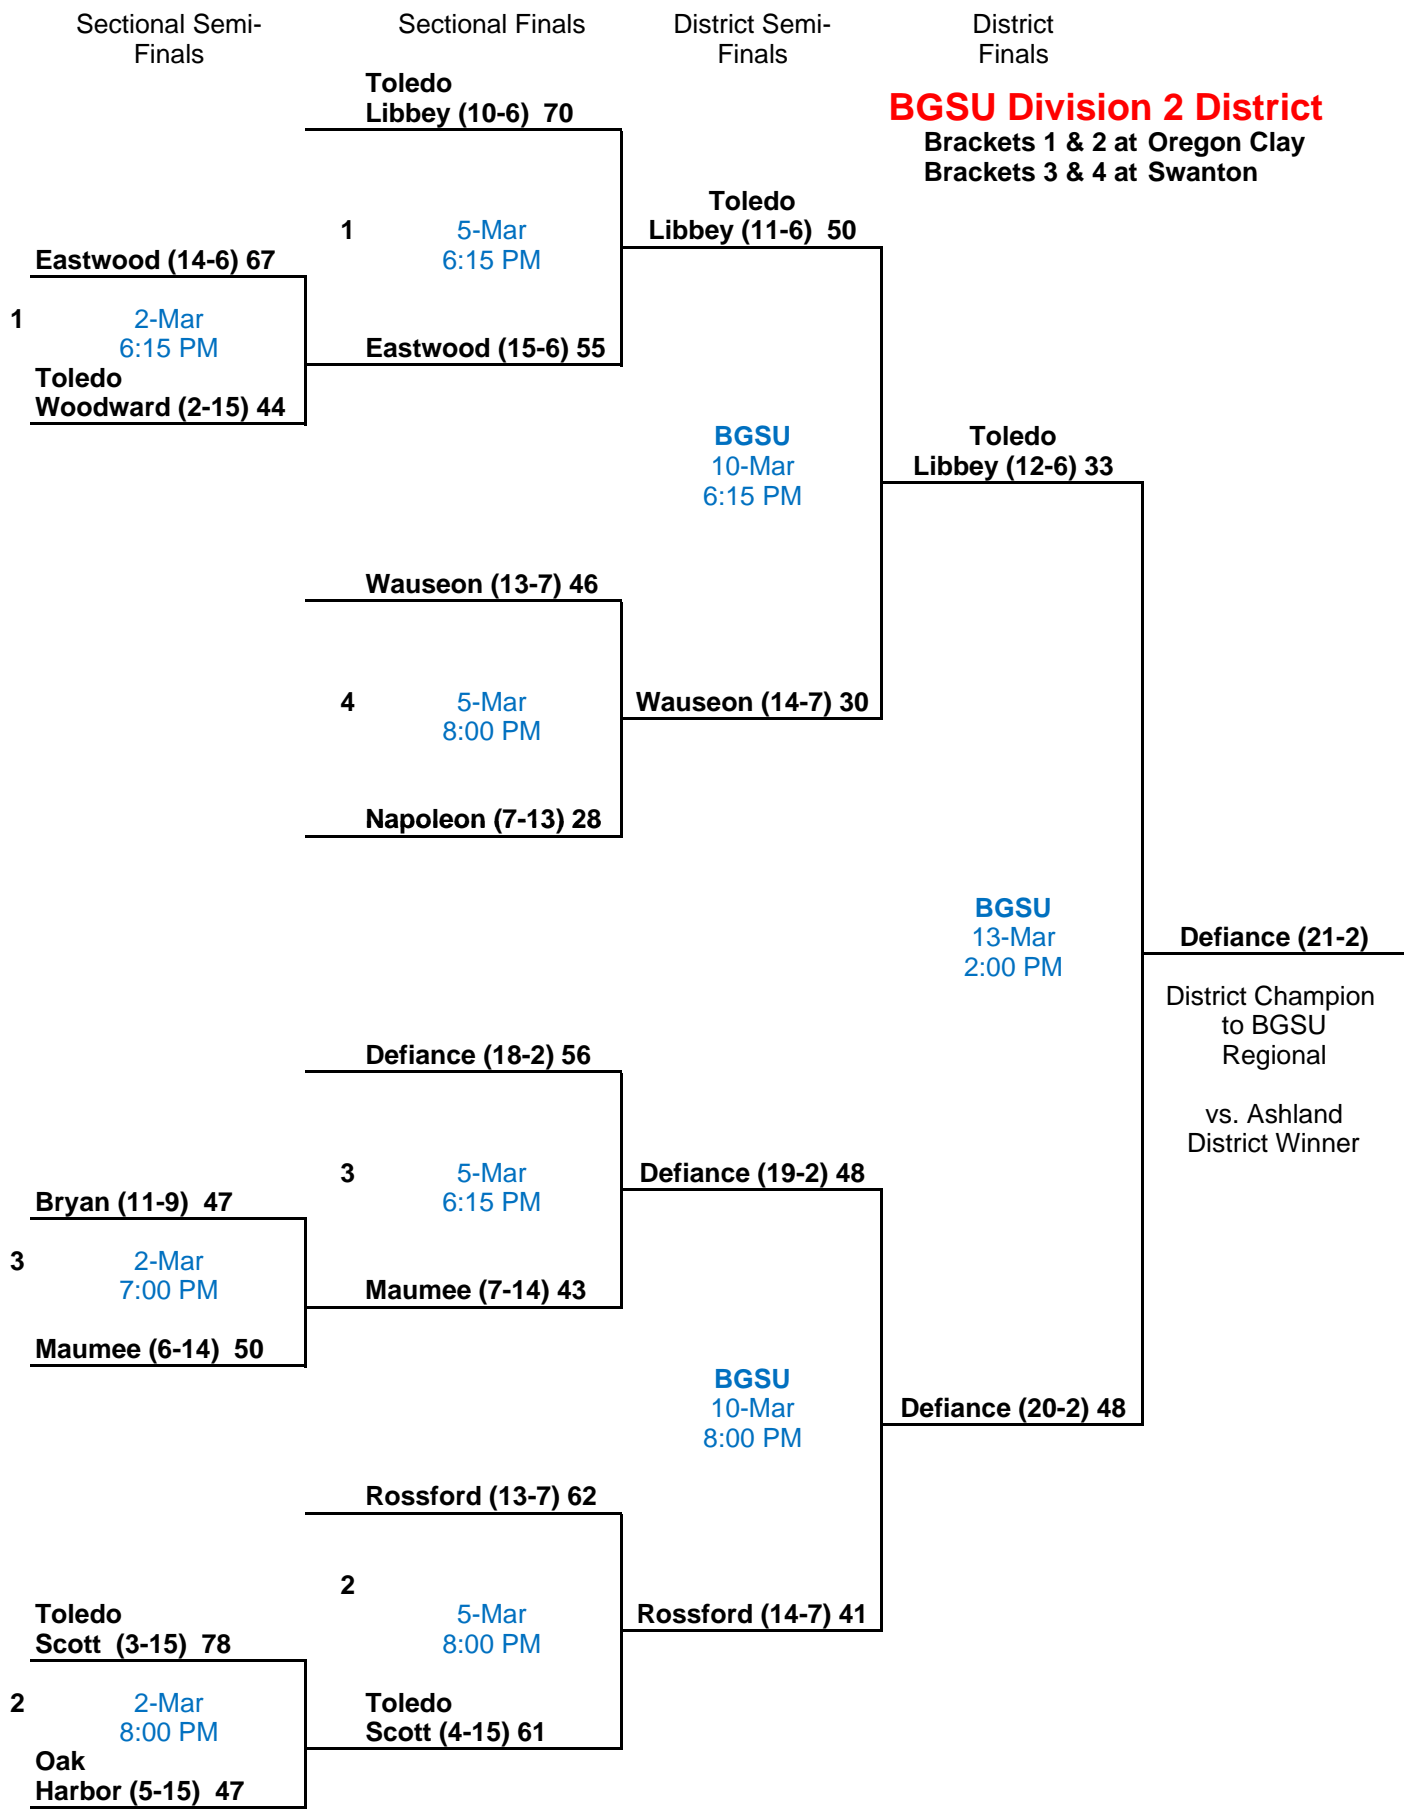 Sectional Semi-
Finals
Sectional Finals
District Semi-
Finals
District
Finals
BGSU Division 2 District
Brackets 1 & 2 at Oregon Clay
Brackets 3 & 4 at Swanton
Toledo
Libbey (10-6) 70
1
5-Mar
6:15 PM
Toledo
Libbey (11-6) 50
Eastwood (14-6) 67
1
2-Mar
6:15 PM
Eastwood (15-6) 55
Toledo
Woodward (2-15) 44
BGSU
10-Mar
6:15 PM
Toledo
Libbey (12-6) 33
Wauseon (13-7) 46
4
5-Mar
8:00 PM
Wauseon (14-7) 30
Napoleon (7-13) 28
BGSU
13-Mar
2:00 PM
Defiance (21-2)
District Champion
to BGSU
Regional
vs. Ashland
District Winner
Defiance (18-2) 56
3
5-Mar
6:15 PM
Defiance (19-2) 48
Bryan (11-9) 47
3
2-Mar
7:00 PM
Maumee (7-14) 43
Maumee (6-14) 50
BGSU
10-Mar
8:00 PM
Defiance (20-2) 48
Rossford (13-7) 62
2
5-Mar
8:00 PM
Rossford (14-7) 41
Toledo
Scott (3-15) 78
2
2-Mar
8:00 PM
Toledo
Scott (4-15) 61
Oak
Harbor (5-15) 47